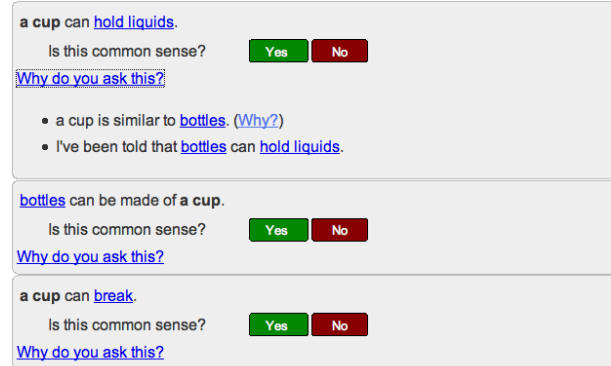 a cup can hold liquids.
Is this common sense? Yes No
Why do you ask this?
• a cup is similar to bottles. (Why?)
• I've been told that bottles can hold liquids.
bottles can be made of a cup.
Is this common sense? Yes No
Why do you ask this?
a cup can break.
Is this common sense? Yes No
Why do you ask this?